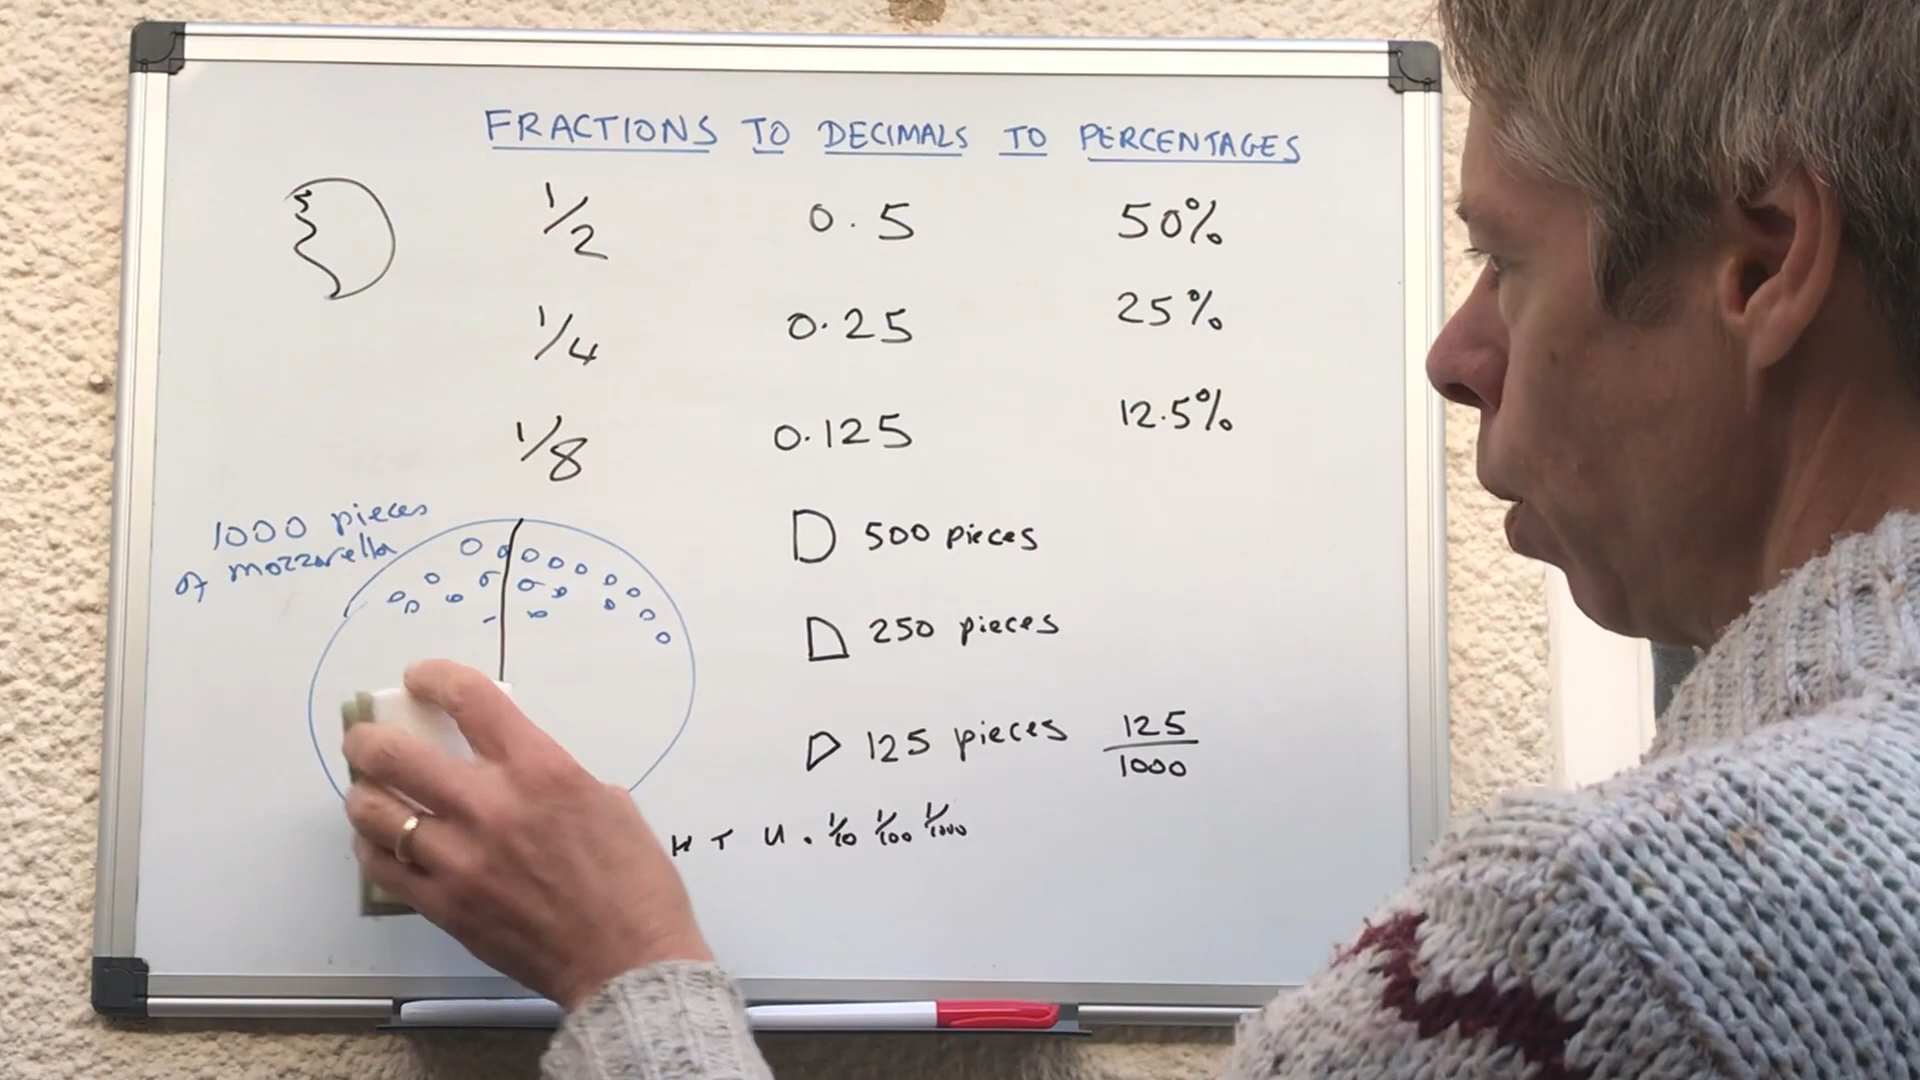 FRACTIONS TO DECIMALS TO PERCENTAGES
1/2 0.5 50%
1/4 0.25 25%
1/8 0.125 12.5%
1000 pieces
of mozzarella
500 pieces
250 pieces
125 pieces 125/1000
H T U . 1/10 1/100 1/1000